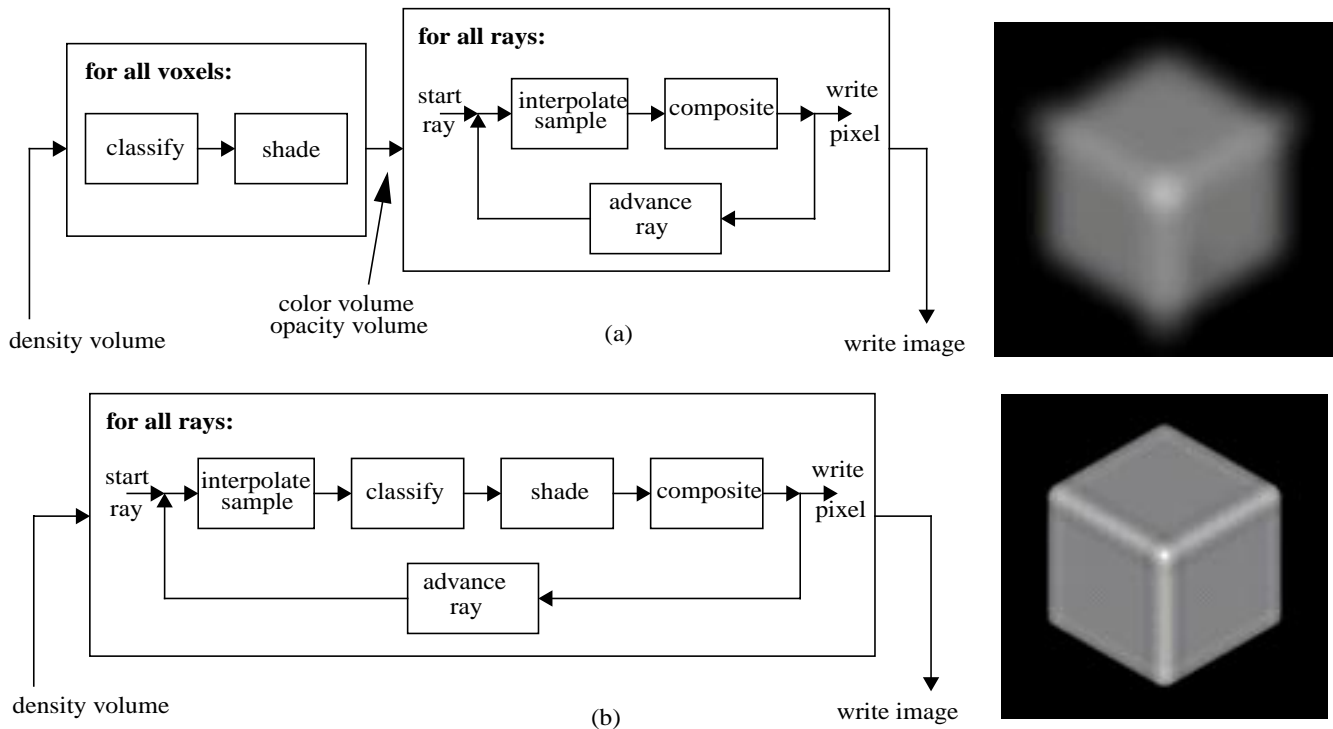 for all voxels:
classify
shade
density volume
color volume
opacity volume
for all rays:
start
ray
interpolate
sample
composite
write
pixel
advance
ray
(a)
write image
for all rays:
start
ray
interpolate
sample
classify
shade
composite
write
pixel
advance
ray
density volume
(b)
write image